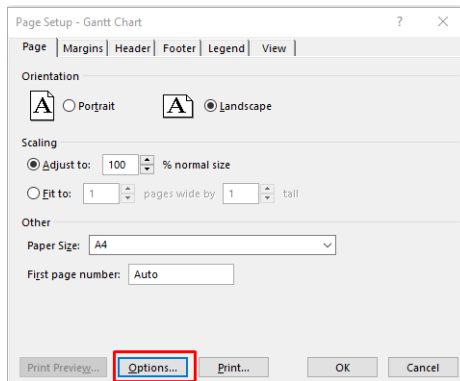 Page Setup - Gantt Chart ?
Page Margins Header Footer Legend View
Orientation
A Portrait A Landscape
Scaling
Adjust to: 100 % normal size
Fit to: 1 pages wide by 1 tall
Other
Paper Size: A4
First page number: Auto
Print Preview... Options... Print... OK Cancel